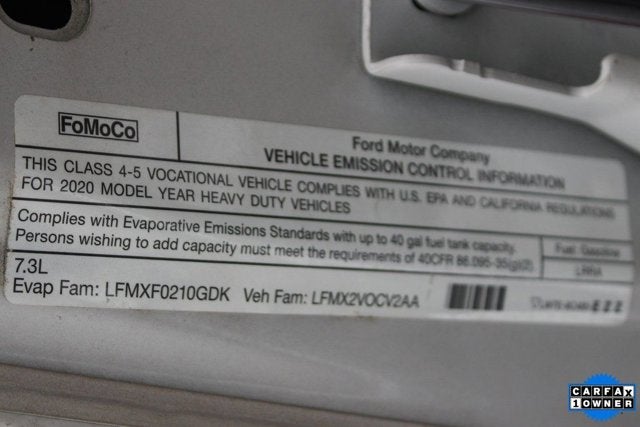 FoMoCo
Ford Motor Company
VEHICLE EMISSION CONTROL INFORMATION
THIS CLASS 4-5 VOCATIONAL VEHICLE COMPLIES WITH U.S. EPA AND CALIFORNIA REGULATIONS
FOR 2020 MODEL YEAR HEAVY DUTY VEHICLES
Complies with Evaporative Emissions Standards with up to 40 gal fuel tank capacity.
Persons wishing to add capacity must meet the requirements of 40CFR 86.095-35(g)(2).
Fuel: Gasoline
7.3L
Evap Fam: LFMXF0210GDK Veh Fam: LFMX2VOCV2AA
EZZ
CARFAX
1 OWNER